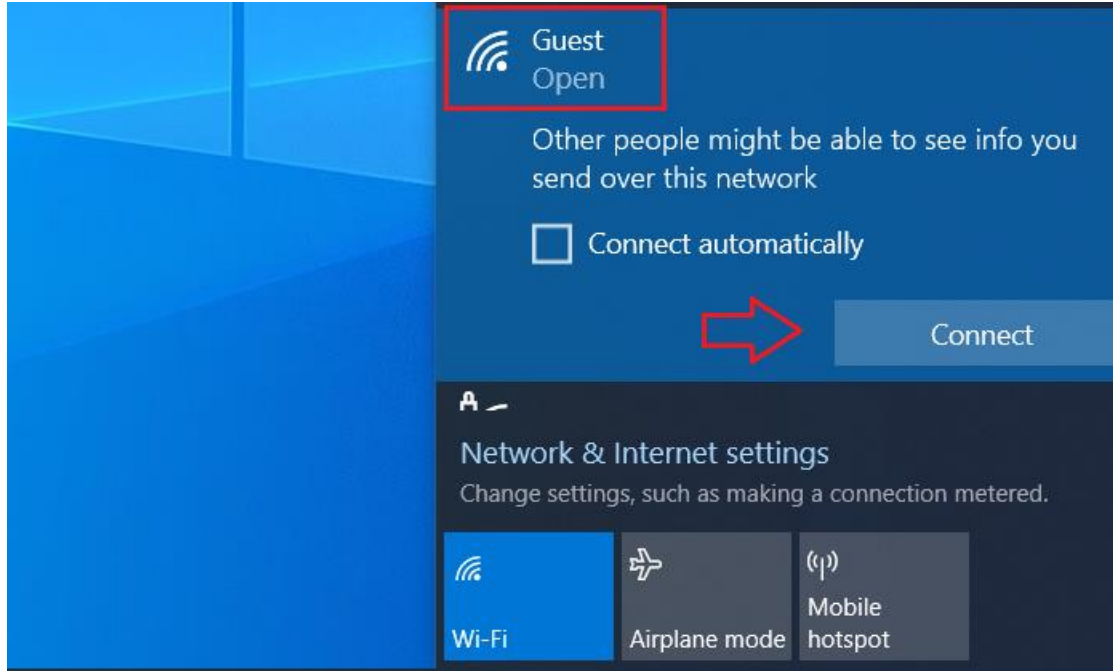 Guest
Open
Other people might be able to see info you
send over this network
Connect automatically
Connect
Network & Internet settings
Change settings, such as making a connection metered.
Wi-Fi
Airplane mode
Mobile
hotspot